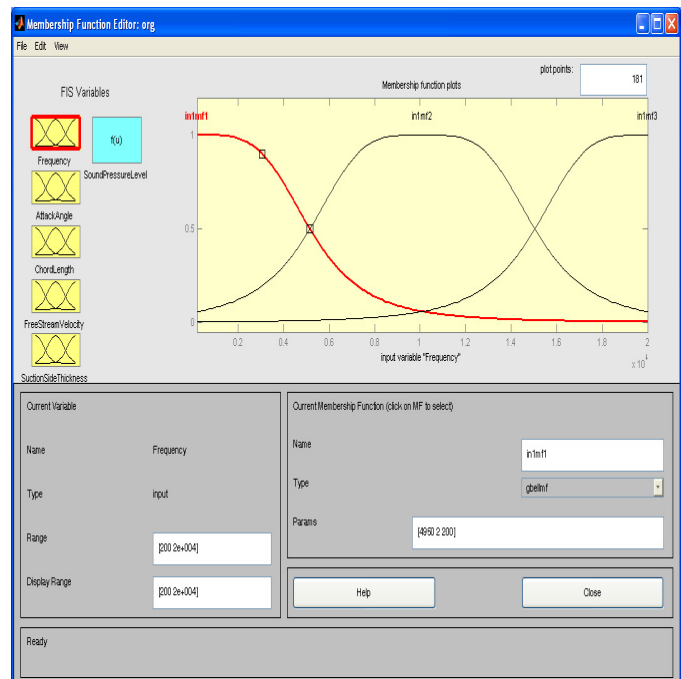 Membership Function Editor: org
File Edit View
FIS Variables
plot points: 181
Membership function plots
in1mf1 in1mf2 in1mf3
f(u)
Frequency
SoundPressureLevel
AttackAngle
ChordLength
FreeStreamVelocity
SuctionSideThickness
1
0.5
0
0.2 0.4 0.6 0.8 1 1.2 1.4 1.6 1.8 2
x 10^4
input variable "Frequency"
Current Variable
Name Frequency
Type input
Range [200 2e+004]
Display Range [200 2e+004]
Current Membership Function (click on MF to select)
Name in1mf1
Type gbellmf
Params [4950 2 200]
Help Close
Ready